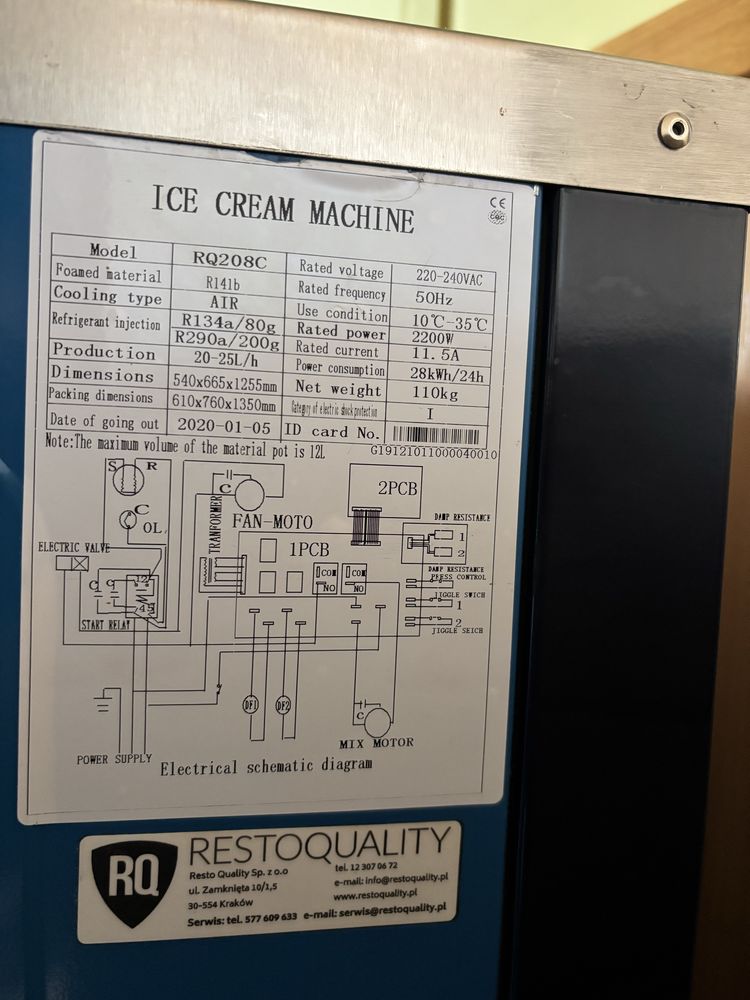 ICE CREAM MACHINE
CE
CQC
Model RQ208C Rated voltage 220-240VAC
Foamed material R141b Rated frequency 50Hz
Cooling type AIR Use condition 10℃-35℃
Refrigerant injection R134a/80g R290a/200g Rated power 2200W
Production 20-25L/h Rated current 11.5A
Dimensions 540x665x1255mm Power consumption 28kWh/24h
Packing dimensions 610x760x1350mm Net weight 110kg
Category of electric shock protection I
Date of going out 2020-01-05 ID card No.
Note:The maximum volume of the material pot is 12L
G19121011000040010
S R
C
OL
ELECTRIC VALVE
C C
12
START RELAY
TRANFORMER
C
FAN-MOTO
1PCB
2PCB
COM
NO
COM
NO
DAMP RESISTANCE
1
2
DAMP RESISTANCE
PRESS CONTROL
JIGGLE SWICH
1
2
JIGGLE SEICH
DF1
DF2
C
MIX MOTOR
POWER SUPPLY
Electrical schematic diagram
RQ
RESTOQUALITY
Resto Quality Sp. z o.o
tel. 12 307 06 72
ul. Zamknięta 10/1,5
e-mail: info@restoquality.pl
30-554 Kraków
www.restoquality.pl
Serwis: tel. 577 609 633 e-mail: serwis@restoquality.pl